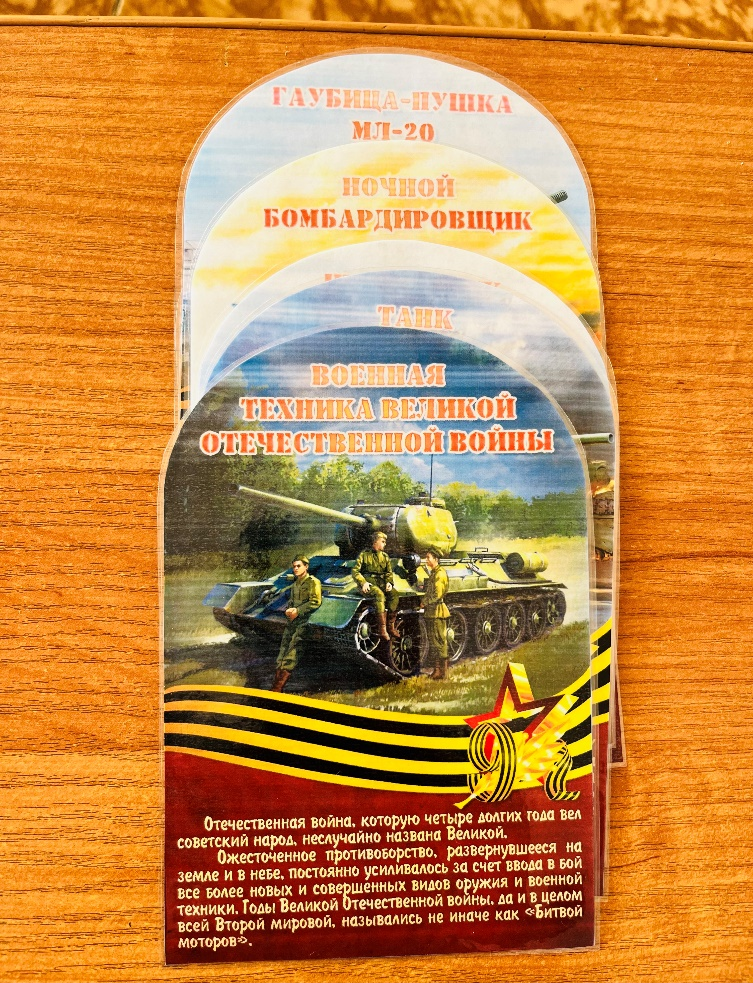 ГАУБИЦА-ПУШКА
МЛ-20
НОЧНОЙ
БОМБАРДИРОВЩИК
ТАНК
ВОЕННАЯ
ТЕХНИКА ВЕЛИКОЙ
ОТЕЧЕСТВЕННОЙ ВОЙНЫ
9
Отечественная война, которую четыре долгих года вел
советский народ, неслучайно названа Великой.
Ожесточенное противоборство, развернувшееся на
земле и в небе, постоянно усиливалось за счет ввода в бой
все более новых и совершенных видов оружия и военной
техники. Годы Великой Отечественной войны, да и в целом
всей Второй мировой, назывались не иначе как «Битвой
моторов».